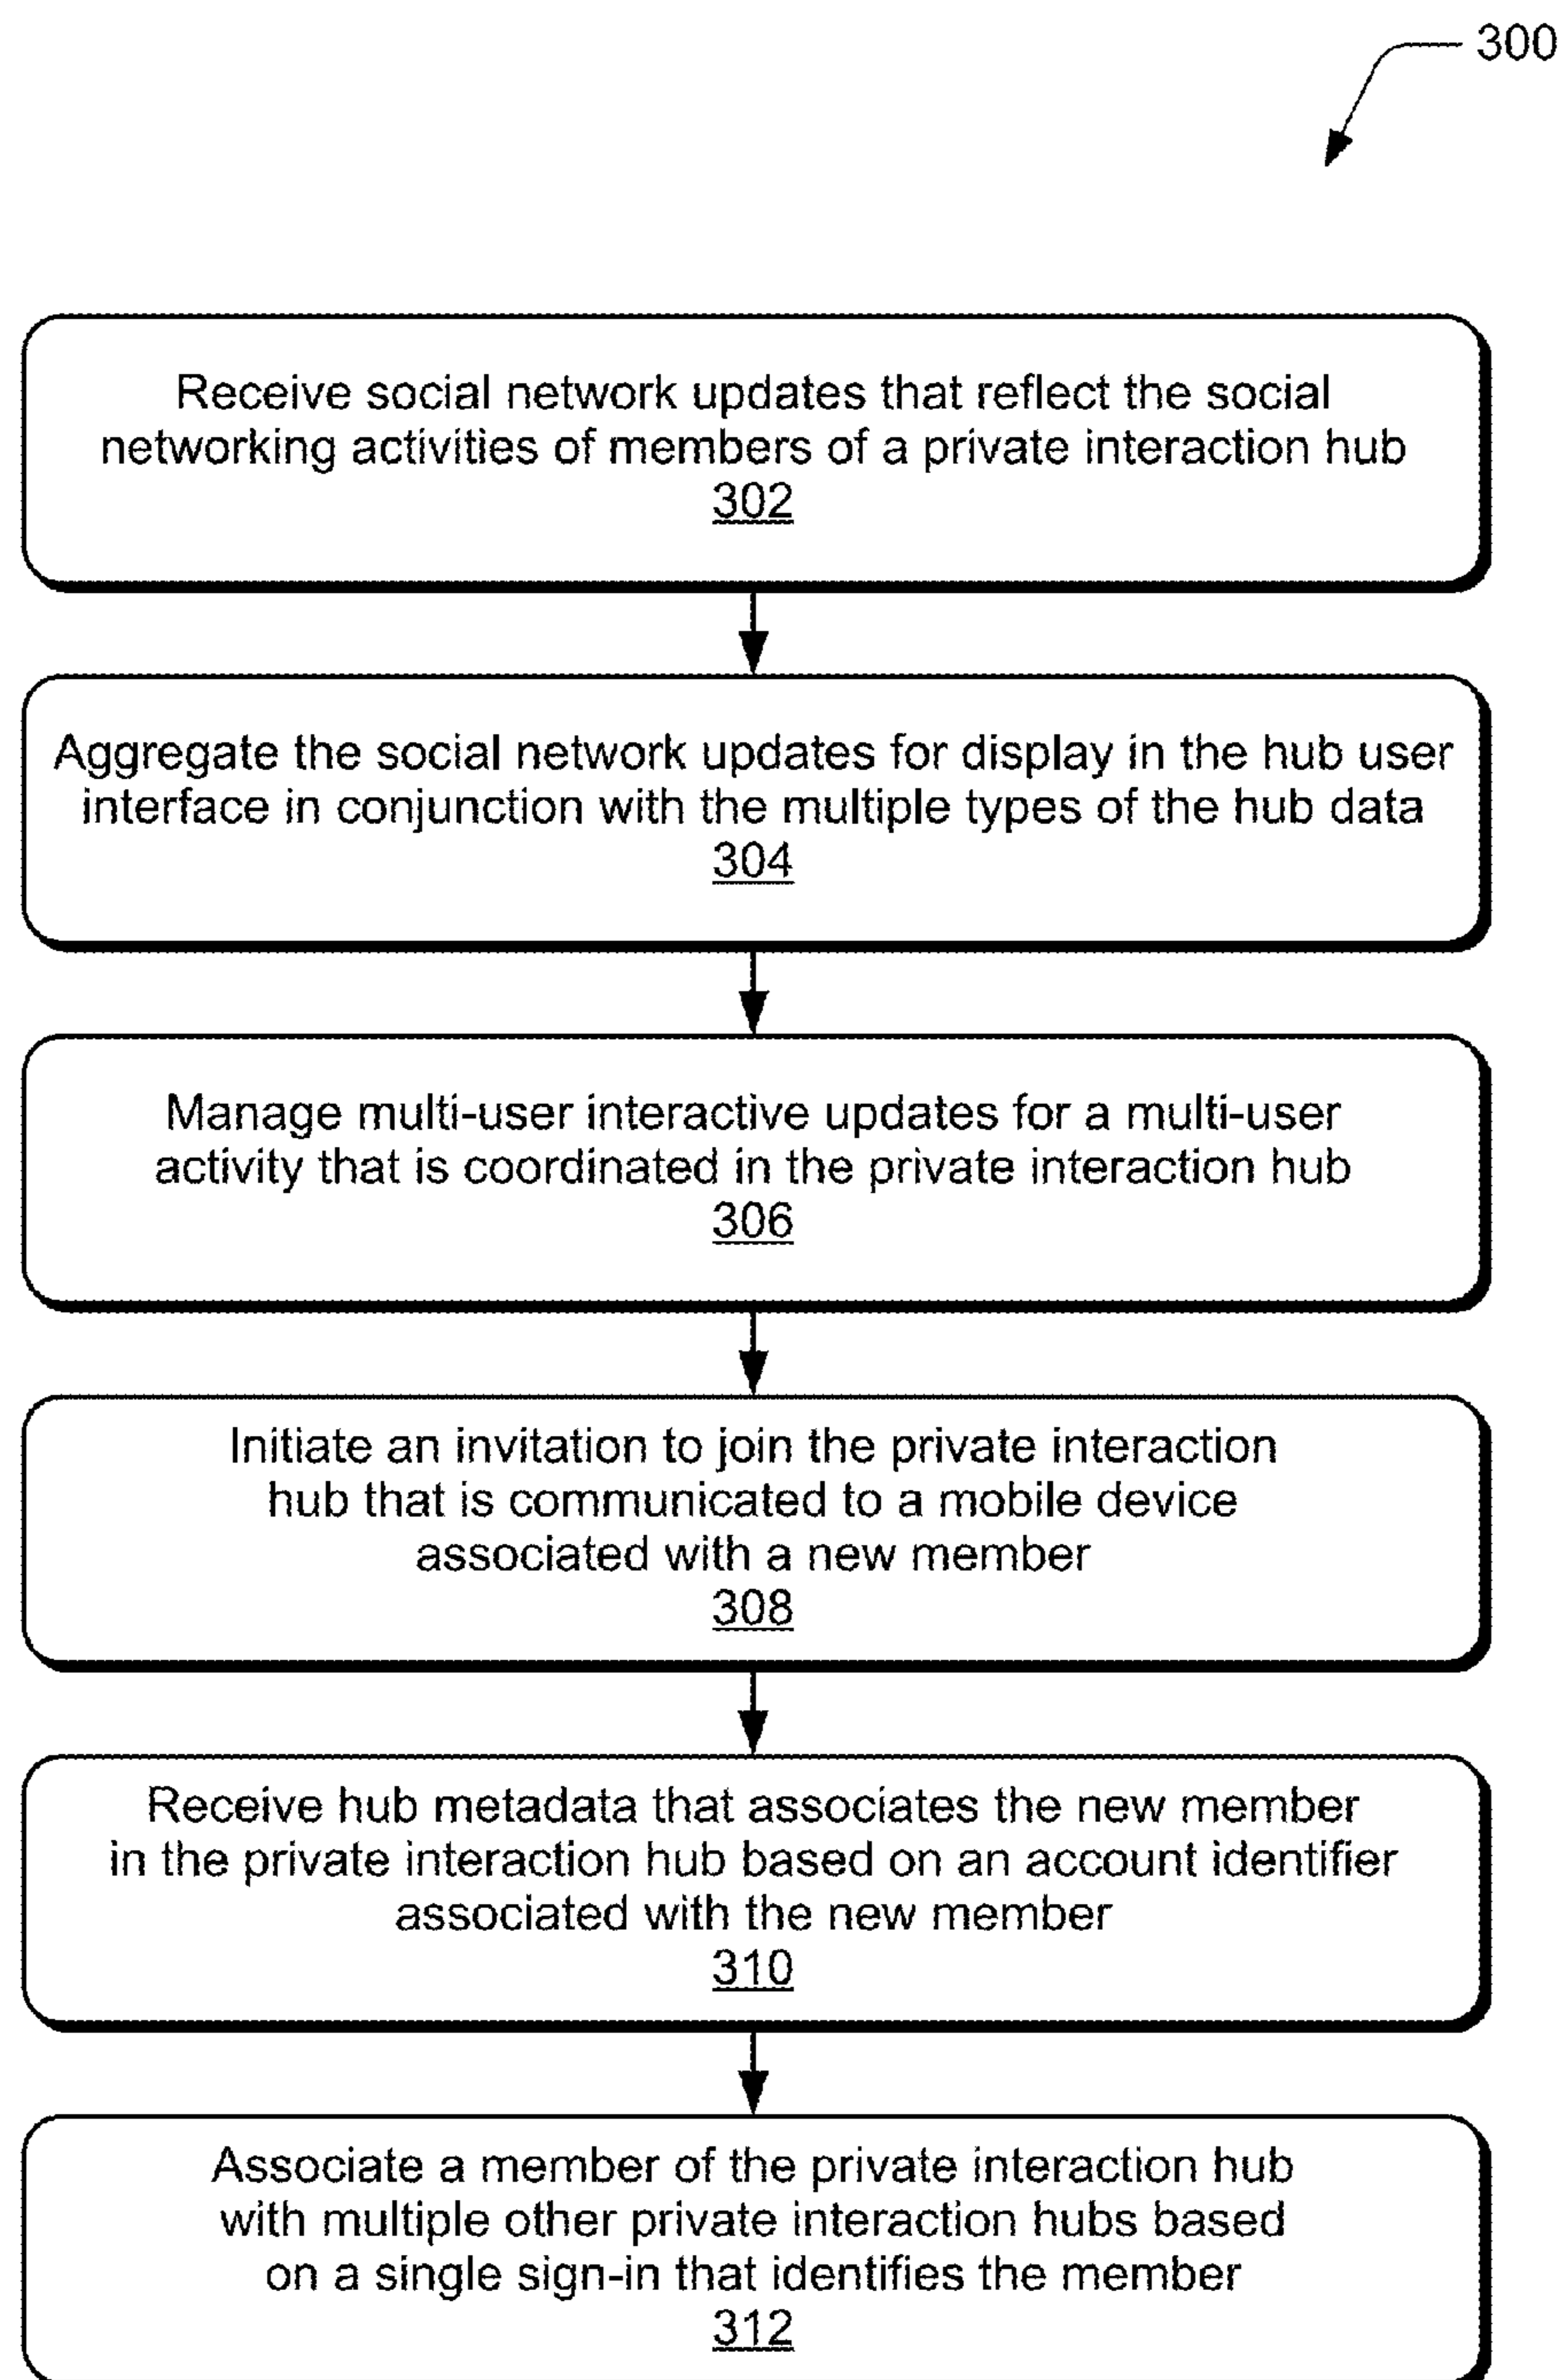 300
Receive social network updates that reflect the social
networking activities of members of a private interaction hub
302
Aggregate the social network updates for display in the hub user
interface in conjunction with the multiple types of the hub data
304
Manage multi-user interactive updates for a multi-user
activity that is coordinated in the private interaction hub
306
Initiate an invitation to join the private interaction
hub that is communicated to a mobile device
associated with a new member
308
Receive hub metadata that associates the new member
in the private interaction hub based on an account identifier
associated with the new member
310
Associate a member of the private interaction hub
with multiple other private interaction hubs based
on a single sign-in that identifies the member
312